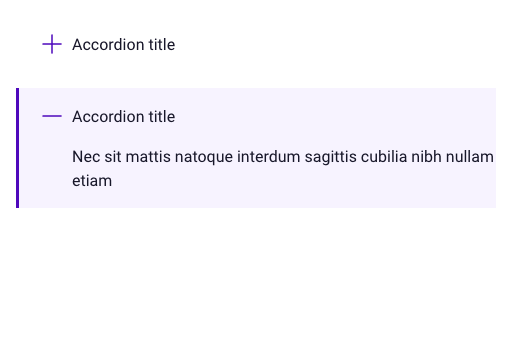 Accordion title
Accordion title
Nec sit mattis natoque interdum sagittis cubilia nibh nullam
etiam